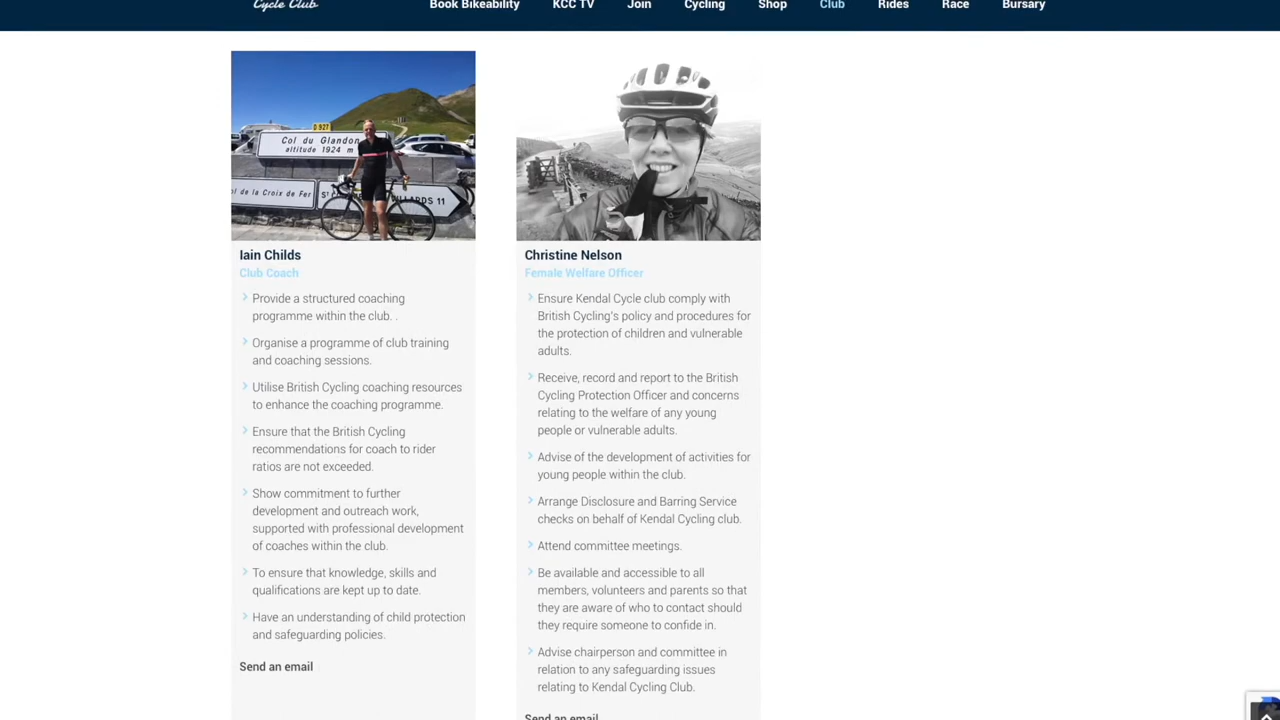 Cycle Club
Book Bikeability KCC TV Join Cycling Shop Club Rides Race Bursary
D 927
Col du Glandon
altitude 1924 m
ol de la Croix de Fer
LLARDS 11
Iain Childs
Club Coach
Provide a structured coaching
programme within the club. .
Organise a programme of club training
and coaching sessions.
Utilise British Cycling coaching resources
to enhance the coaching programme.
Ensure that the British Cycling
recommendations for coach to rider
ratios are not exceeded.
Show commitment to further
development and outreach work,
supported with professional development
of coaches within the club.
To ensure that knowledge, skills and
qualifications are kept up to date.
Have an understanding of child protection
and safeguarding policies.
Send an email
Christine Nelson
Female Welfare Officer
Ensure Kendal Cycle club comply with
British Cycling's policy and procedures for
the protection of children and vulnerable
adults.
Receive, record and report to the British
Cycling Protection Officer and concerns
relating to the welfare of any young
people or vulnerable adults.
Advise of the development of activities for
young people within the club.
Arrange Disclosure and Barring Service
checks on behalf of Kendal Cycling club.
Attend committee meetings.
Be available and accessible to all
members, volunteers and parents so that
they are aware of who to contact should
they require someone to confide in.
Advise chairperson and committee in
relation to any safeguarding issues
relating to Kendal Cycling Club.
Send an email